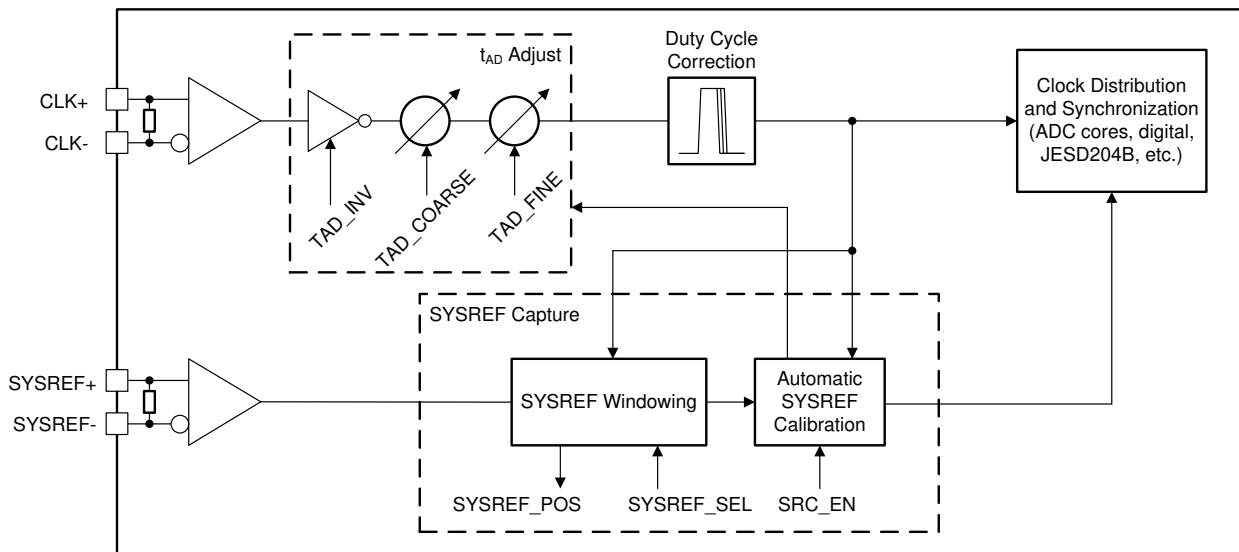 CLK+
CLK-
t_AD Adjust
TAD_INV
TAD_COARSE
TAD_FINE
Duty Cycle
Correction
Clock Distribution
and Synchronization
(ADC cores, digital,
JESD204B, etc.)
SYSREF Capture
SYSREF+
SYSREF-
SYSREF Windowing
Automatic
SYSREF
Calibration
SYSREF_POS
SYSREF_SEL
SRC_EN